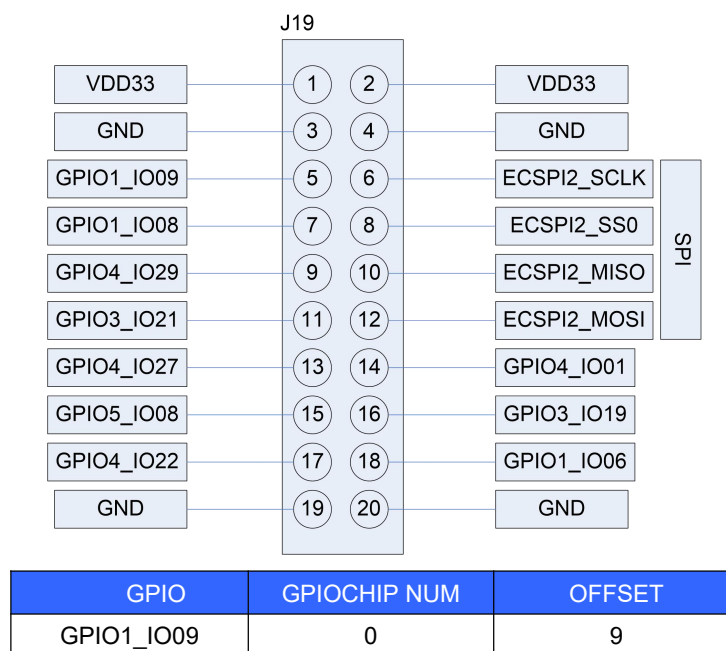 J19
VDD33 1 2 VDD33
GND 3 4 GND
GPIO1_IO09 5 6 ECSPI2_SCLK
GPIO1_IO08 7 8 ECSPI2_SS0
GPIO4_IO29 9 10 ECSPI2_MISO
GPIO3_IO21 11 12 ECSPI2_MOSI
SPI
GPIO4_IO27 13 14 GPIO4_IO01
GPIO5_IO08 15 16 GPIO3_IO19
GPIO4_IO22 17 18 GPIO1_IO06
GND 19 20 GND
GPIO GPIOCHIP NUM OFFSET
GPIO1_IO09 0 9